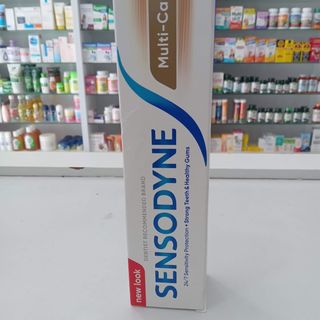 Multi-Ca
SENSODYNE
DENTIST RECOMMENDED BRAND
24/7 Sensitivity Protection • Strong Teeth & Healthy Gums
new look